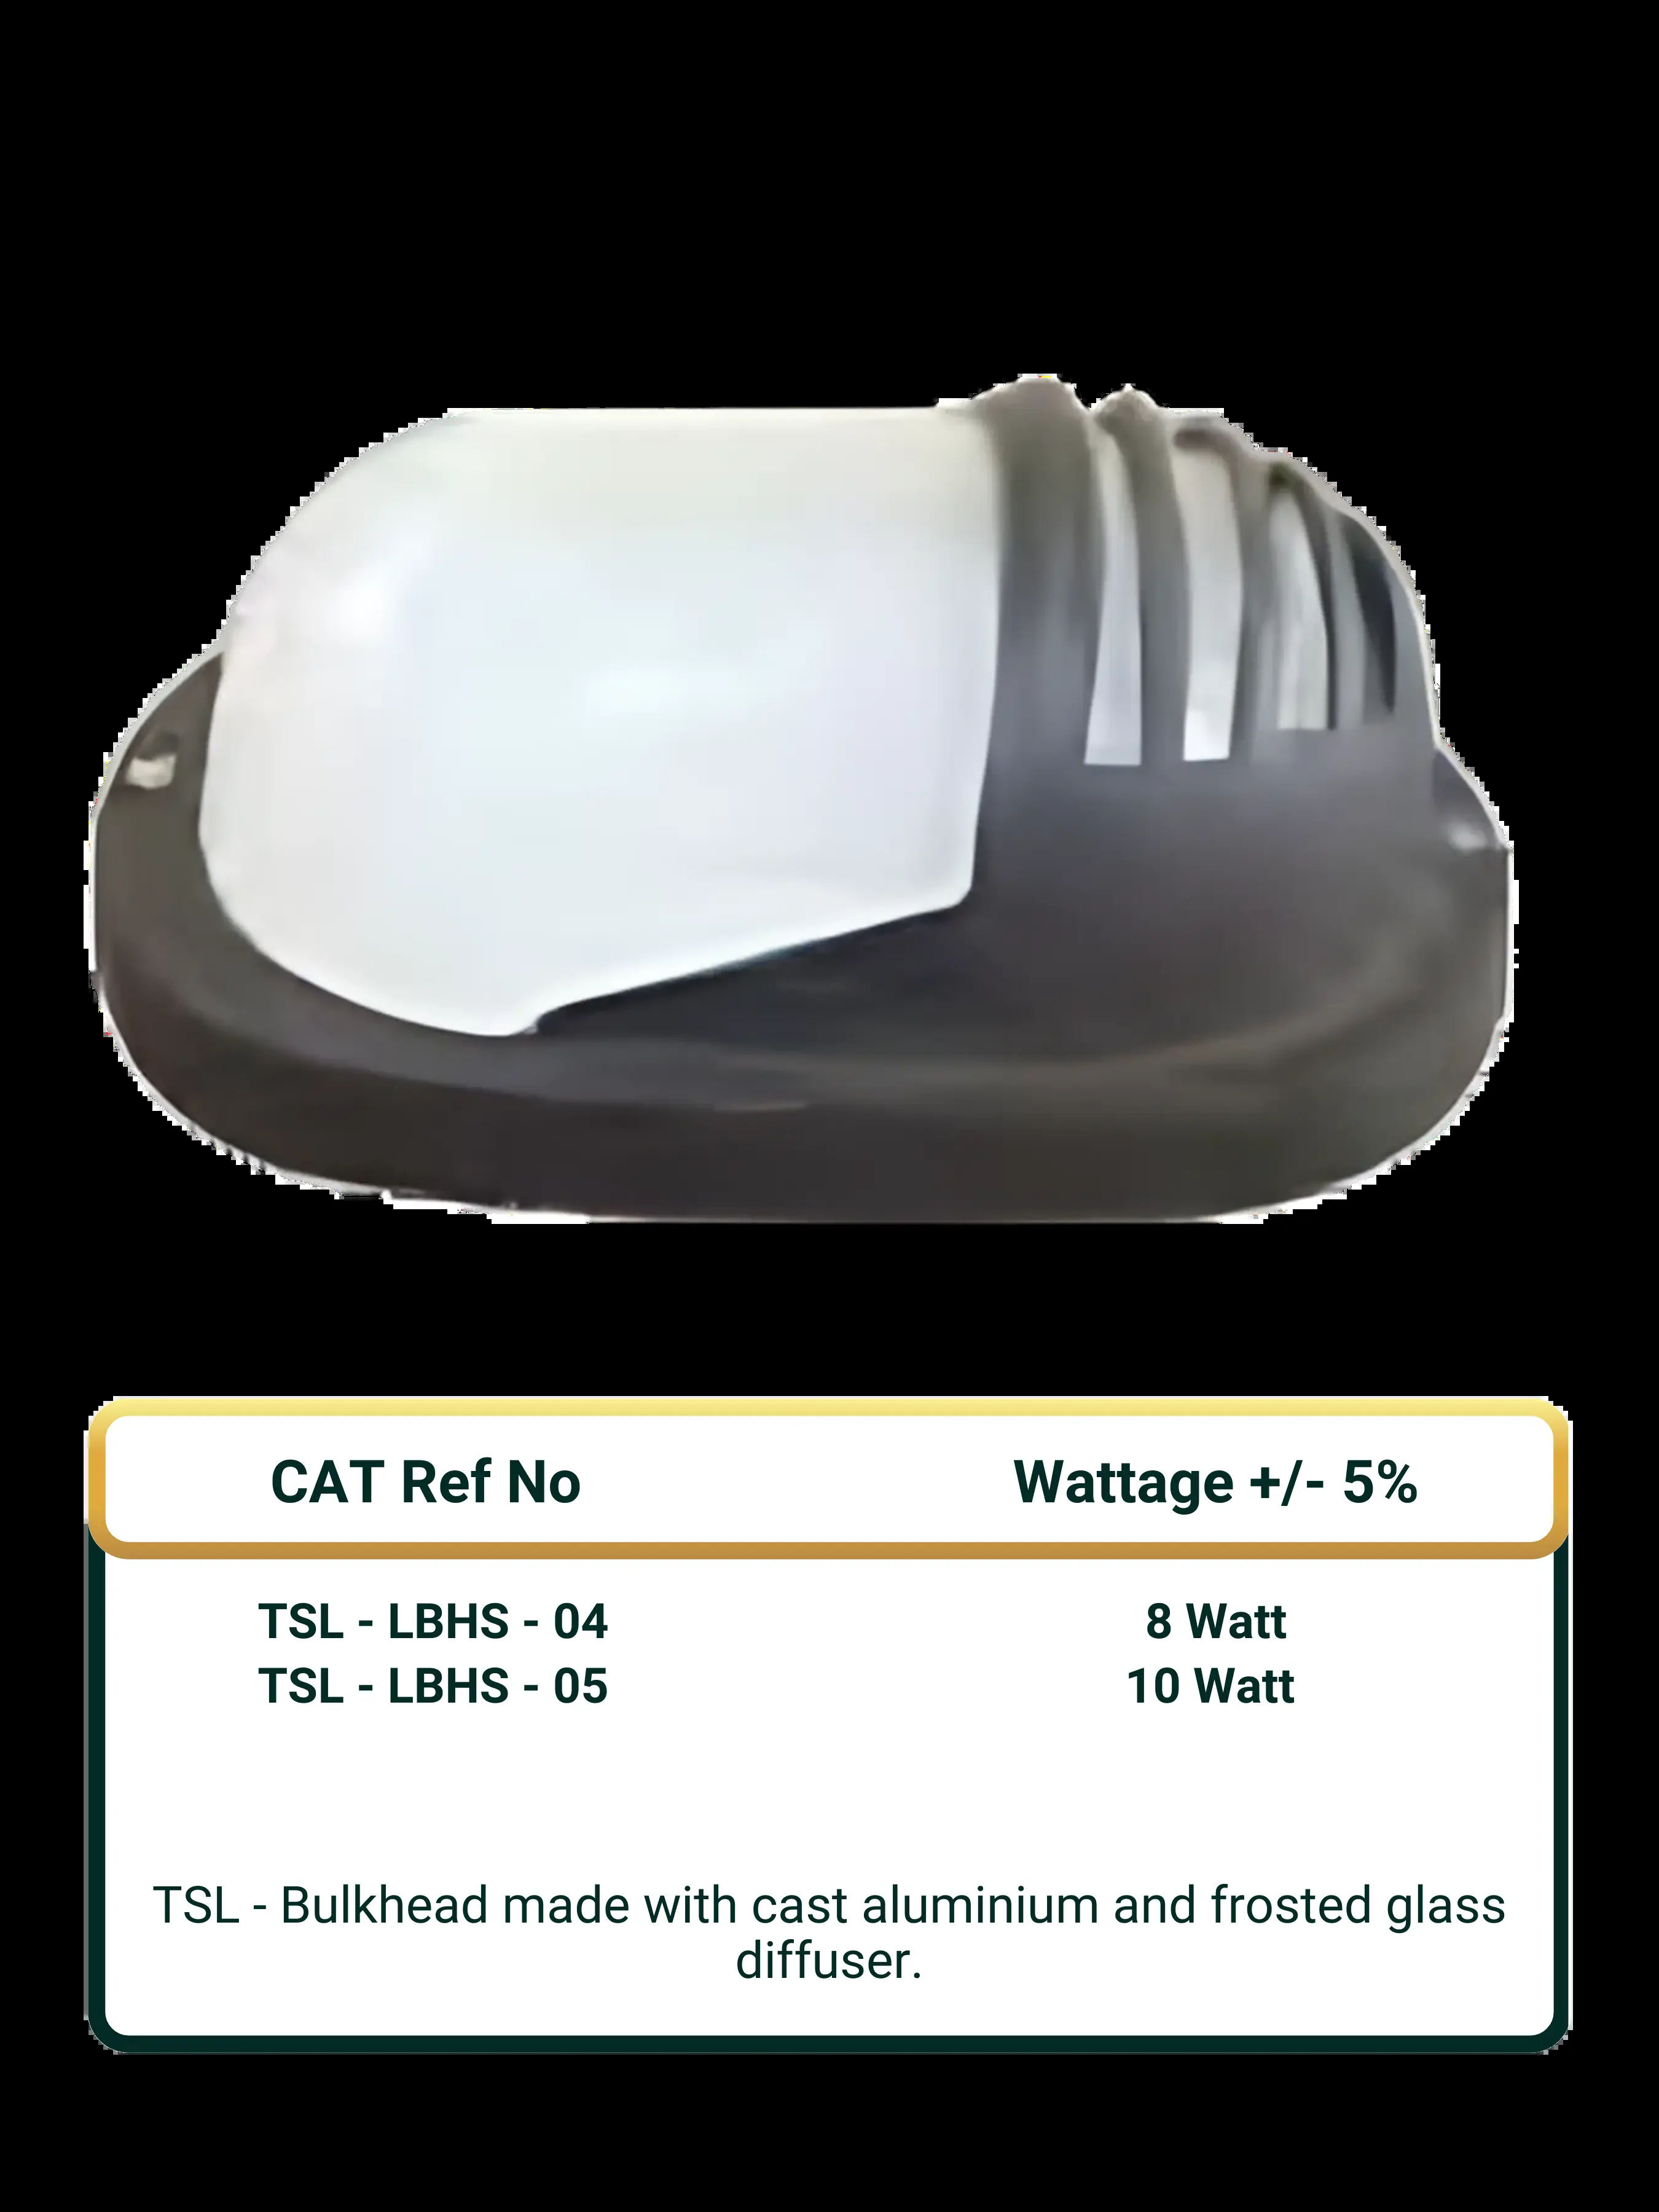 CAT Ref No Wattage +/- 5%
TSL - LBHS - 04 8 Watt
TSL - LBHS - 05 10 Watt
TSL - Bulkhead made with cast aluminium and frosted glass
diffuser.